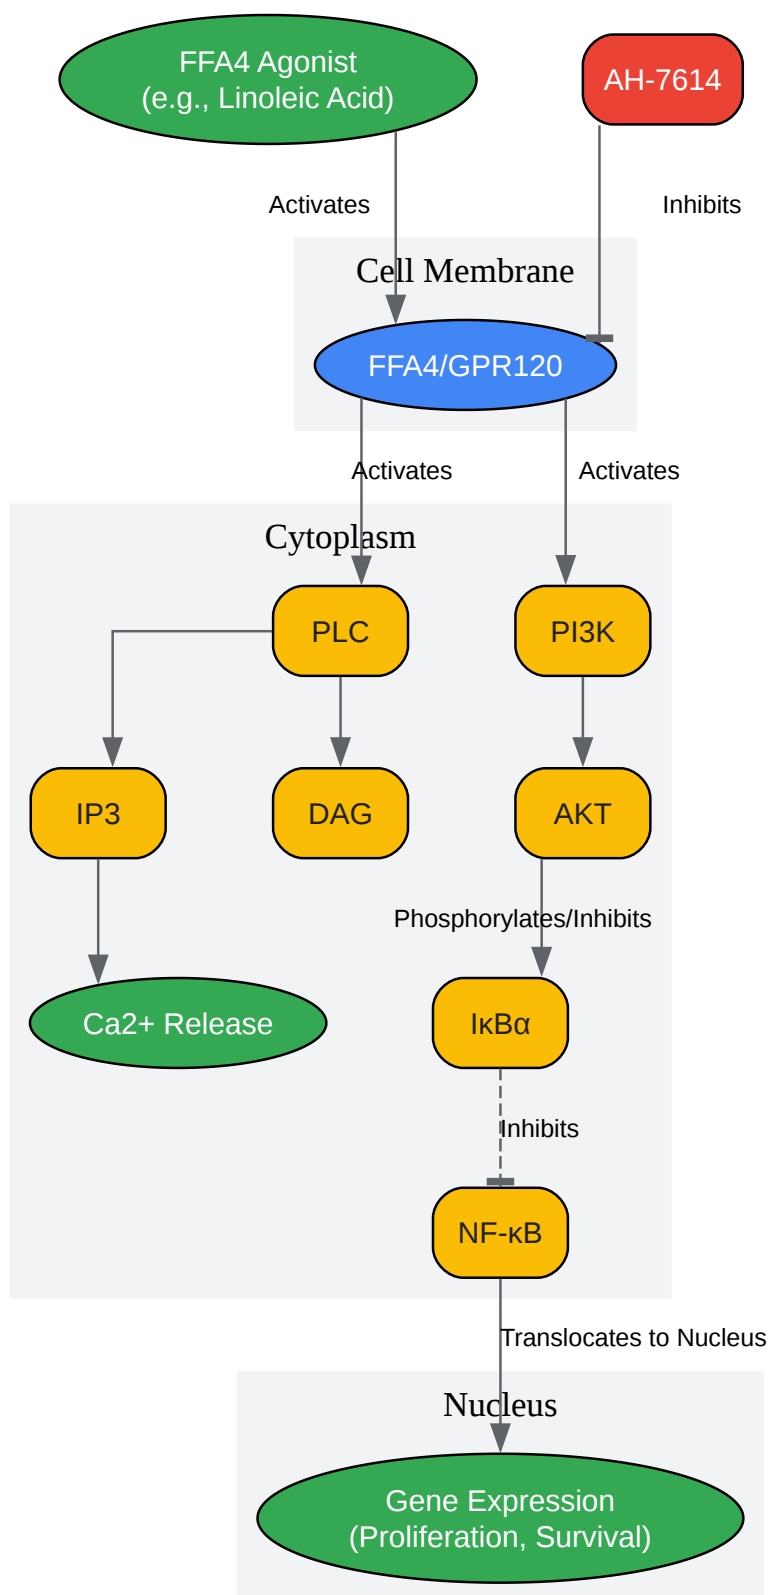 FFA4 Agonist
(e.g., Linoleic Acid)
AH-7614
Activates
Inhibits
Cell Membrane
FFA4/GPR120
Activates
Activates
Cytoplasm
PLC
PI3K
IP3
DAG
AKT
Phosphorylates/Inhibits
Ca2+ Release
IκBα
Inhibits
NF-κB
Translocates to Nucleus
Nucleus
Gene Expression
(Proliferation, Survival)